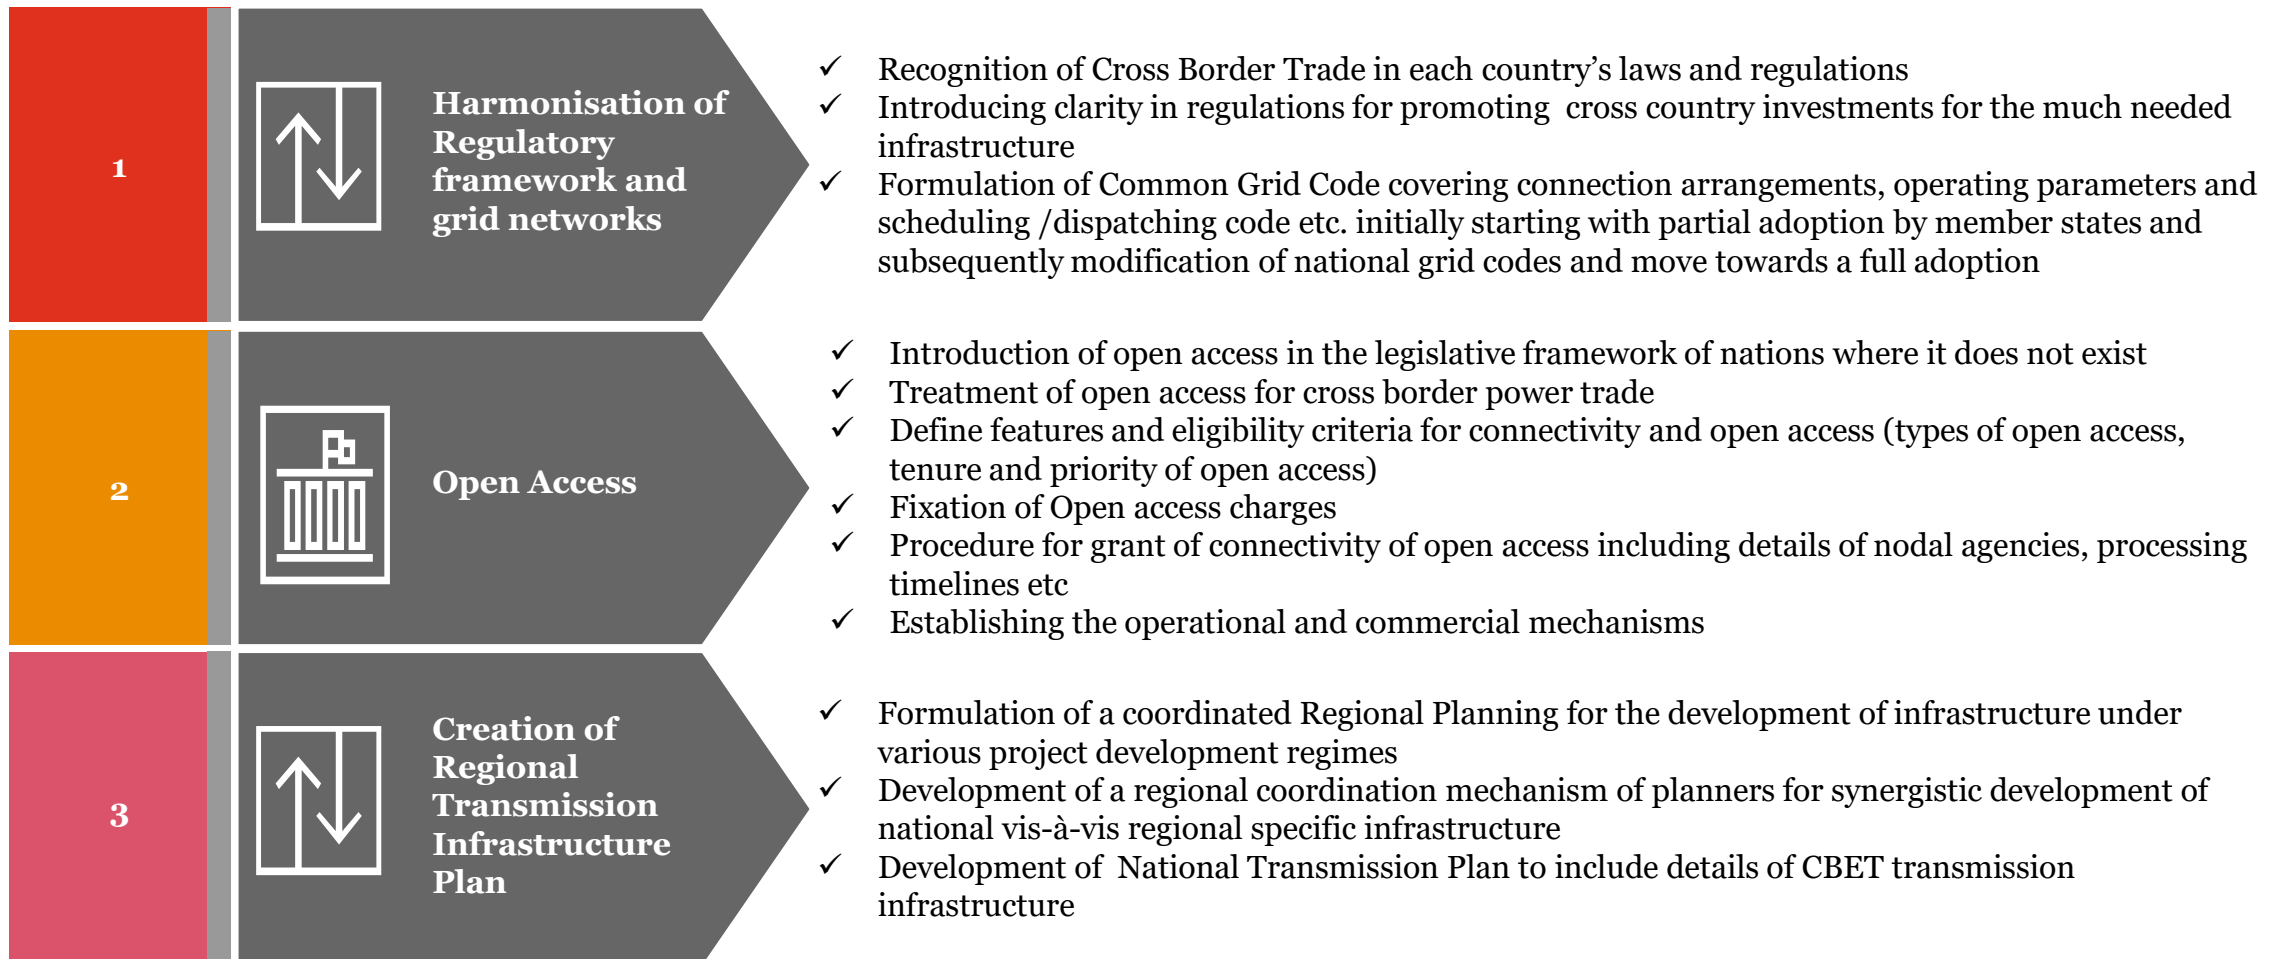 1
Harmonisation of
Regulatory
framework and
grid networks
✓ Recognition of Cross Border Trade in each country’s laws and regulations
✓ Introducing clarity in regulations for promoting  cross country investments for the much needed
infrastructure
✓ Formulation of Common Grid Code covering connection arrangements, operating parameters and
scheduling /dispatching code etc. initially starting with partial adoption by member states and
subsequently modification of national grid codes and move towards a full adoption
2
Open Access
✓ Introduction of open access in the legislative framework of nations where it does not exist
✓ Treatment of open access for cross border power trade
✓ Define features and eligibility criteria for connectivity and open access (types of open access,
tenure and priority of open access)
✓ Fixation of Open access charges
✓ Procedure for grant of connectivity of open access including details of nodal agencies, processing
timelines etc
✓ Establishing the operational and commercial mechanisms
3
Creation of
Regional
Transmission
Infrastructure
Plan
✓ Formulation of a coordinated Regional Planning for the development of infrastructure under
various project development regimes
✓ Development of a regional coordination mechanism of planners for synergistic development of
national vis-à-vis regional specific infrastructure
✓ Development of  National Transmission Plan to include details of CBET transmission
infrastructure